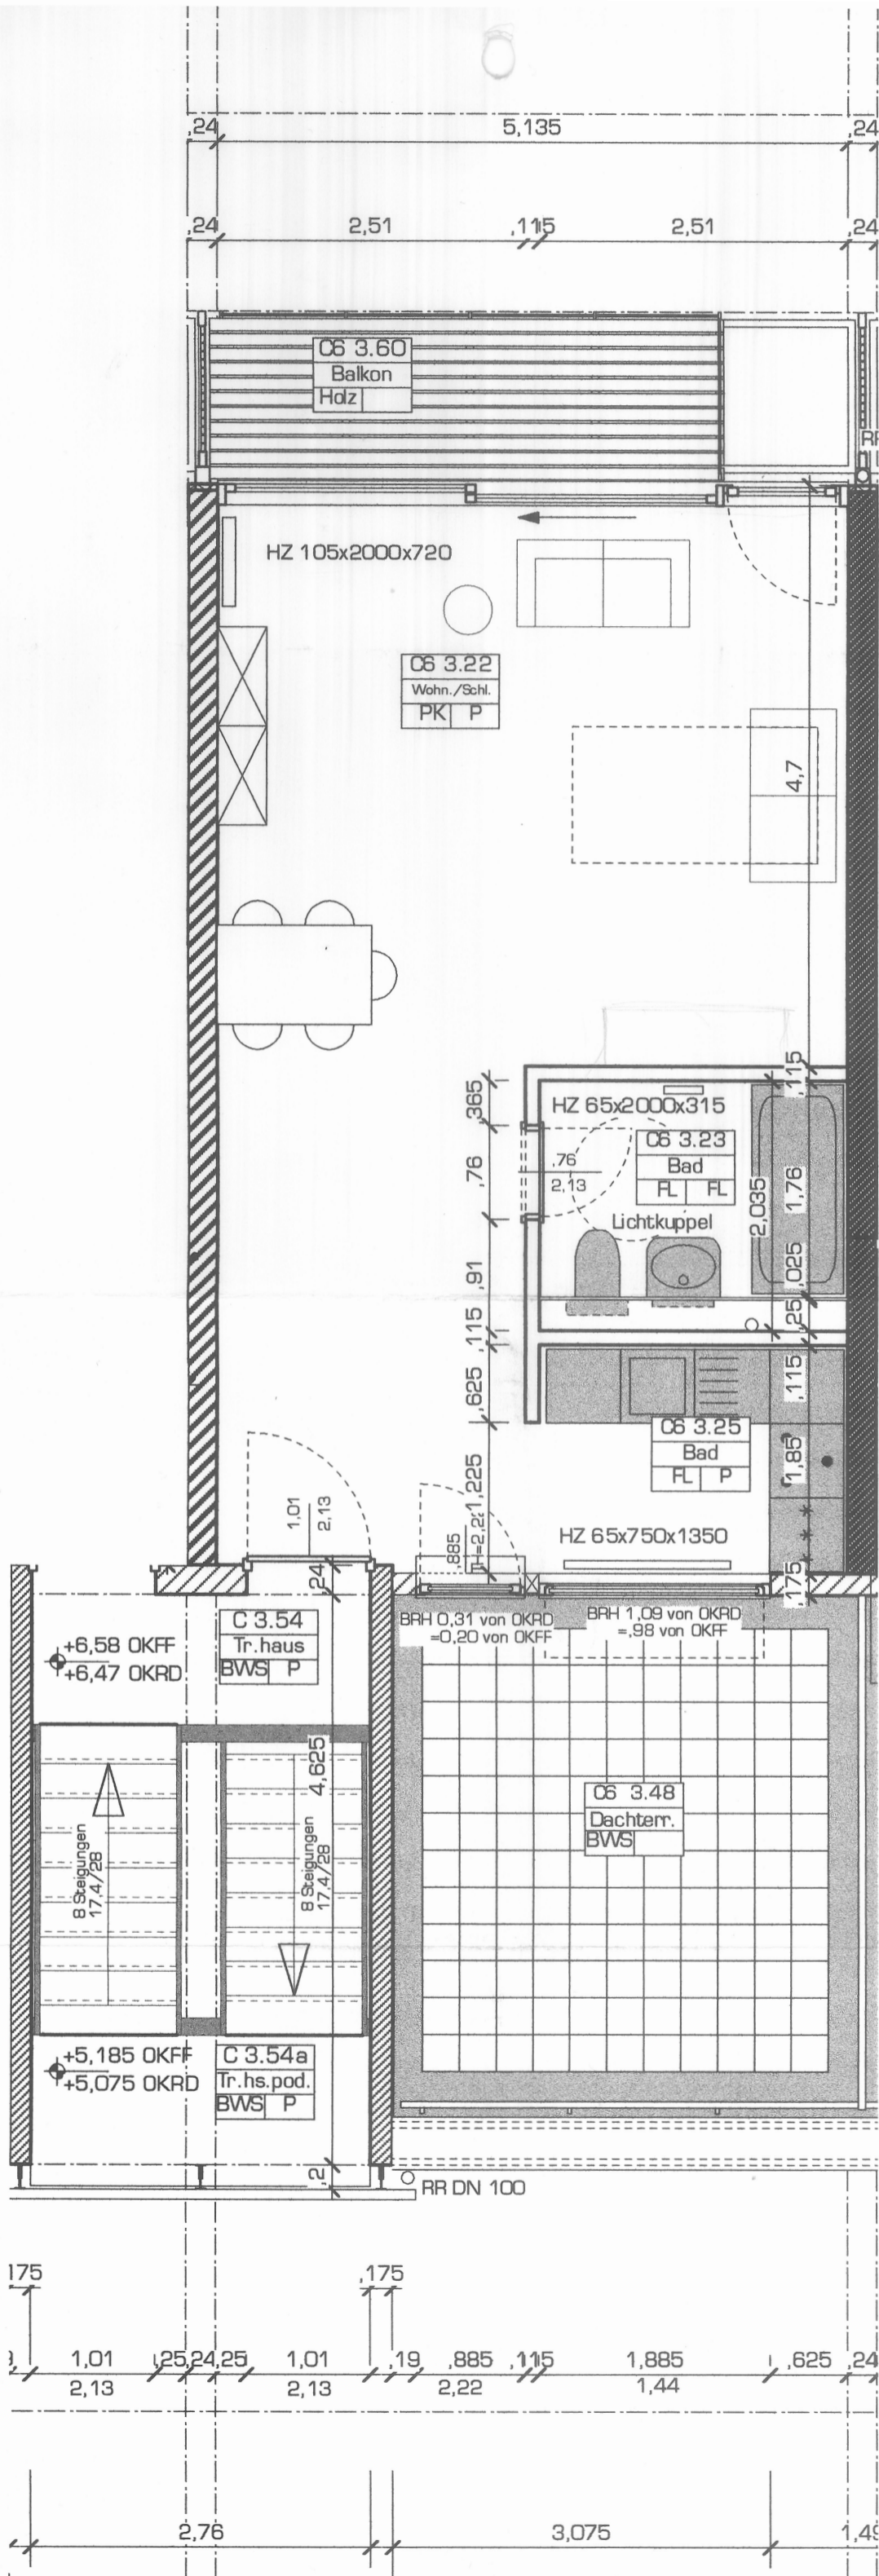 ,24 5,135 ,24
,24 2,51 ,115 2,51 ,24
C6 3.60
Balkon
Holz
HZ 105x2000x720
C6 3.22
Wohn./Schl.
PK P
4,7
,115
,365
HZ 65x2000x315
C6 3.23
Bad
FL FL
,76
,76
2,13
2,035
1,76
Lichtkuppel
,91
,025
,25
,115
,115
,625
C6 3.25
Bad
FL P
1,85
1,225
1,01
2,13
,885
HZ 65x750x1350
,24
,175
BRH 0,31 von OKRD
=0,20 von OKFF
BRH 1,09 von OKRD
=,98 von OKFF
C 3.54
Tr.haus
BWS P
+6,58 OKFF
+6,47 OKRD
4,625
8 Steigungen
17,4/28
8 Steigungen
17,4/28
C6 3.48
Dachterr.
BWS
+5,185 OKFF
+5,075 OKRD
C 3.54a
Tr.hs.pod.
BWS P
,2
RR DN 100
175 ,175
1,01 ,25 ,24 ,25 1,01 ,19 ,885 ,115 1,885 ,625 ,24
2,13 2,13 2,22 1,44
2,76 3,075